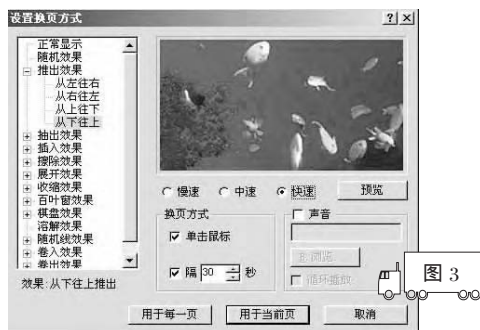 设置换页方式
正常显示
随机效果
推出效果
从左往右
从右往左
从上往下
从下往上
抽出效果
插入效果
擦除效果
展开效果
收缩效果
百叶窗效果
棋盘效果
溶解效果
随机线效果
卷入效果
卷出效果
效果:从下往上推出
慢速 中速 快速 预览
换页方式
单击鼠标
隔 30 秒
声音
浏览
循环播放
图 3
用于每一页 用于当前页 取消